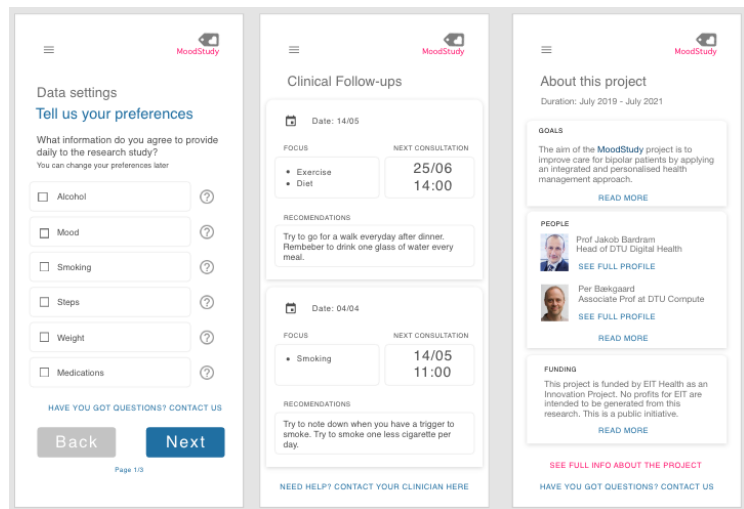 MoodStudy
Data settings
Tell us your preferences
What information do you agree to provide
daily to the research study?
You can change your preferences later
Alcohol
?
Mood
?
Smoking
?
Steps
?
Weight
?
Medications
?
HAVE YOU GOT QUESTIONS? CONTACT US
Back
Next
Page 1/3
MoodStudy
Clinical Follow-ups
Date: 14/05
FOCUS
NEXT CONSULTATION
• Exercise
• Diet
25/06
14:00
RECOMENDATIONS
Try to go for a walk everyday after dinner.
Rembeber to drink one glass of water every
meal.
Date: 04/04
FOCUS
NEXT CONSULTATION
• Smoking
14/05
11:00
RECOMENDATIONS
Try to note down when you have a trigger to
smoke. Try to smoke one less cigarette per
day.
NEED HELP? CONTACT YOUR CLINICIAN HERE
MoodStudy
About this project
Duration: July 2019 - July 2021
GOALS
The aim of the MoodStudy project is to
improve care for bipolar patients by applying
an integrated and personalised health
management approach.
READ MORE
PEOPLE
Prof Jakob Bardram
Head of DTU Digital Health
SEE FULL PROFILE
Per Bækgaard
Associate Prof at DTU Compute
SEE FULL PROFILE
READ MORE
FUNDING
This project is funded by EIT Health as an
Innovation Project. No profits for EIT are
intended to be generated from this
research. This is a public initiative.
READ MORE
SEE FULL INFO ABOUT THE PROJECT
HAVE YOU GOT QUESTIONS? CONTACT US